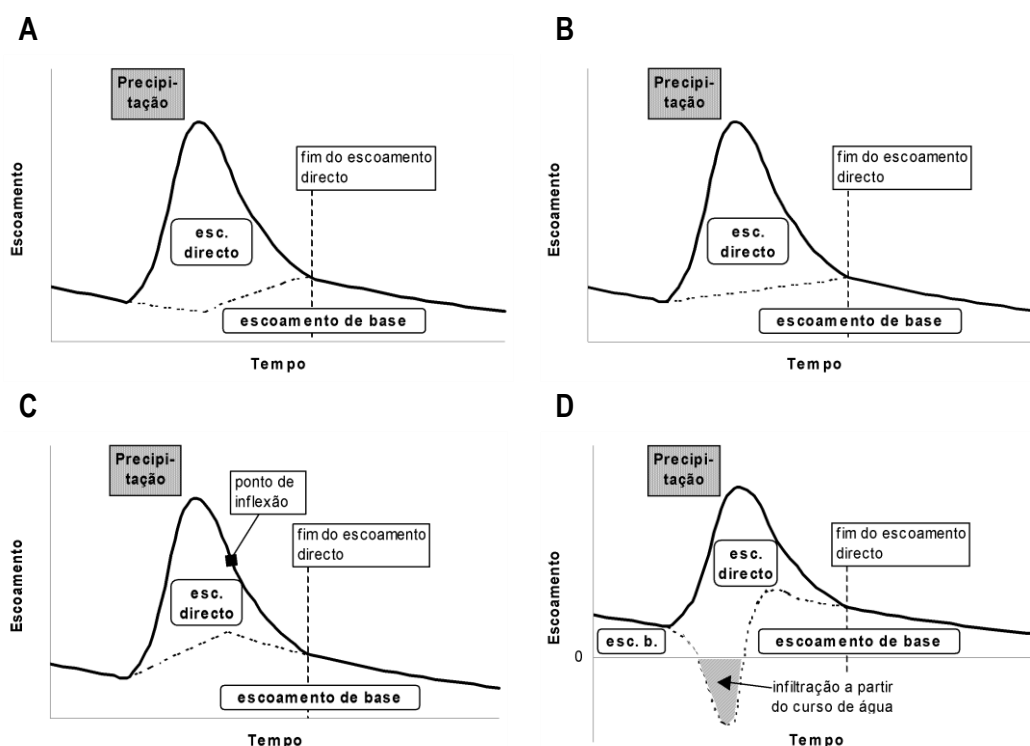 A
Precipi-
tação
fim do escoamento
directo
esc.
directo
escoamento de base
Escoamento
Tempo
B
Precipi-
tação
fim do escoamento
directo
esc.
directo
escoamento de base
Escoamento
Tempo
C
Precipi-
tação
ponto de
inflexão
fim do escoamento
directo
esc.
directo
escoamento de base
Escoamento
Tempo
D
Precipi-
tação
fim do escoamento
directo
esc.
directo
esc. b.
escoamento de base
0
infiltração a partir
do curso de água
Escoamento
Tempo